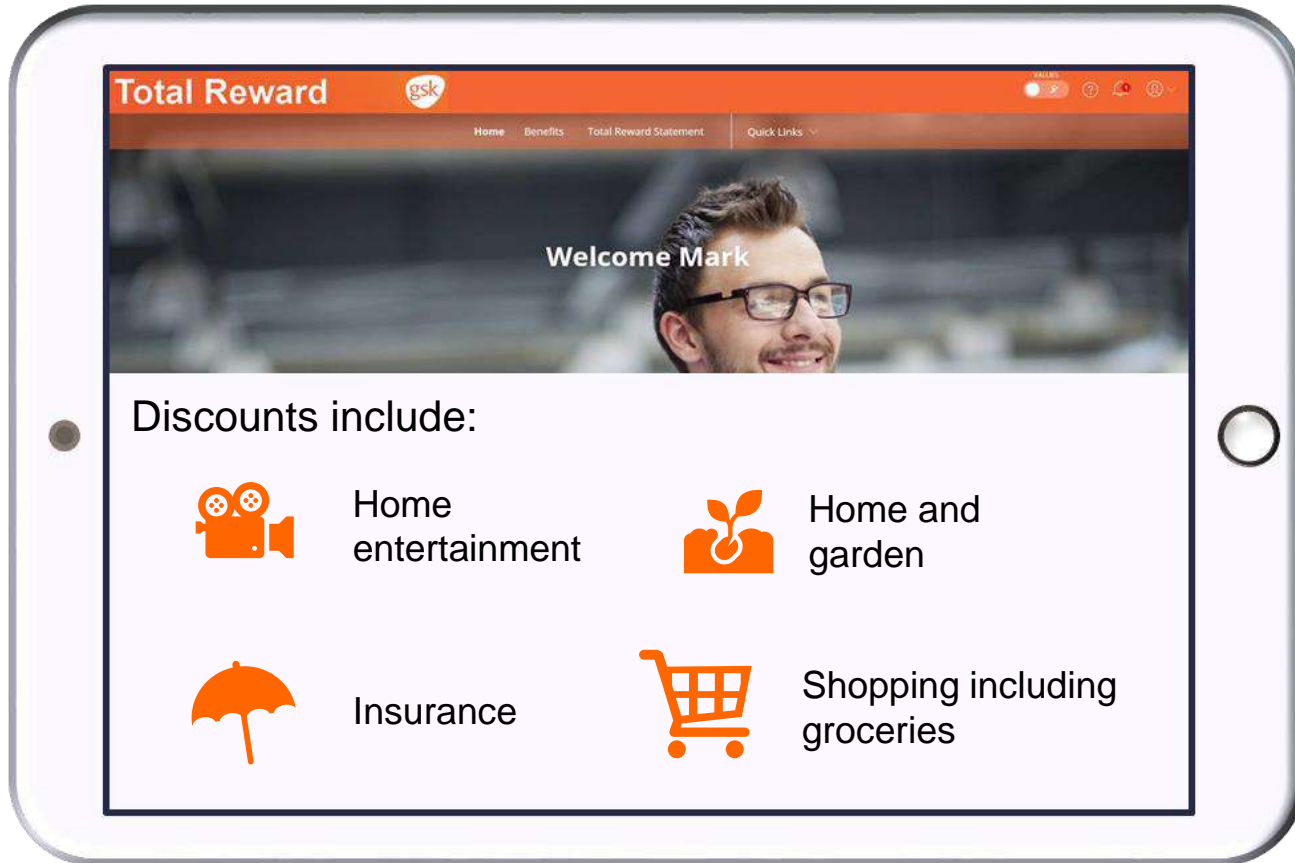 Total Reward
gsk
VALUES
Home Benefits Total Reward Statement Quick Links
Welcome Mark
Discounts include:
Home
entertainment
Home and
garden
Insurance
Shopping including
groceries